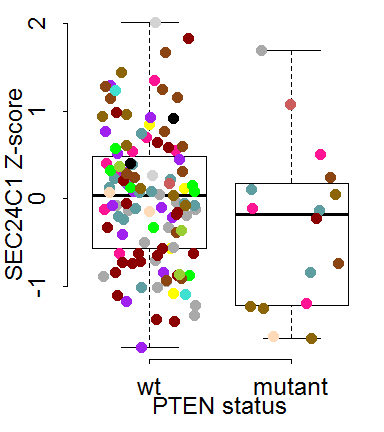 SEC24C1 Z-score
2
1
0
-1
wt
mutant
PTEN status